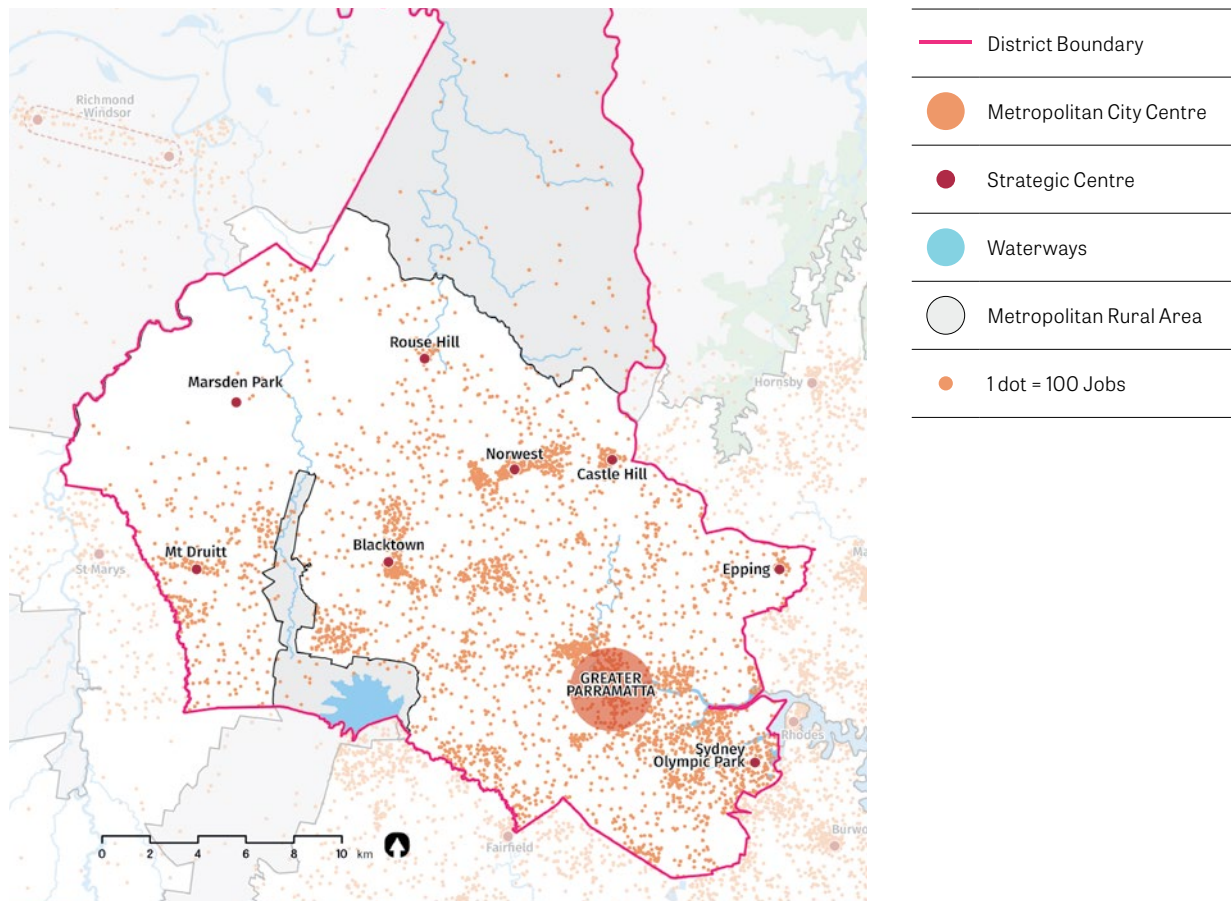 Richmond
-Windsor
Rouse Hill
Marsden Park
Hornsby
Norwest
Castle Hill
Blacktown
Mt Druitt
St Marys
Epping
GREATER
PARRAMATTA
Rhodes
Sydney
Olympic Park
Fairfield
0 2 4 6 8 10 km
District Boundary
Metropolitan City Centre
Strategic Centre
Waterways
Metropolitan Rural Area
1 dot = 100 Jobs